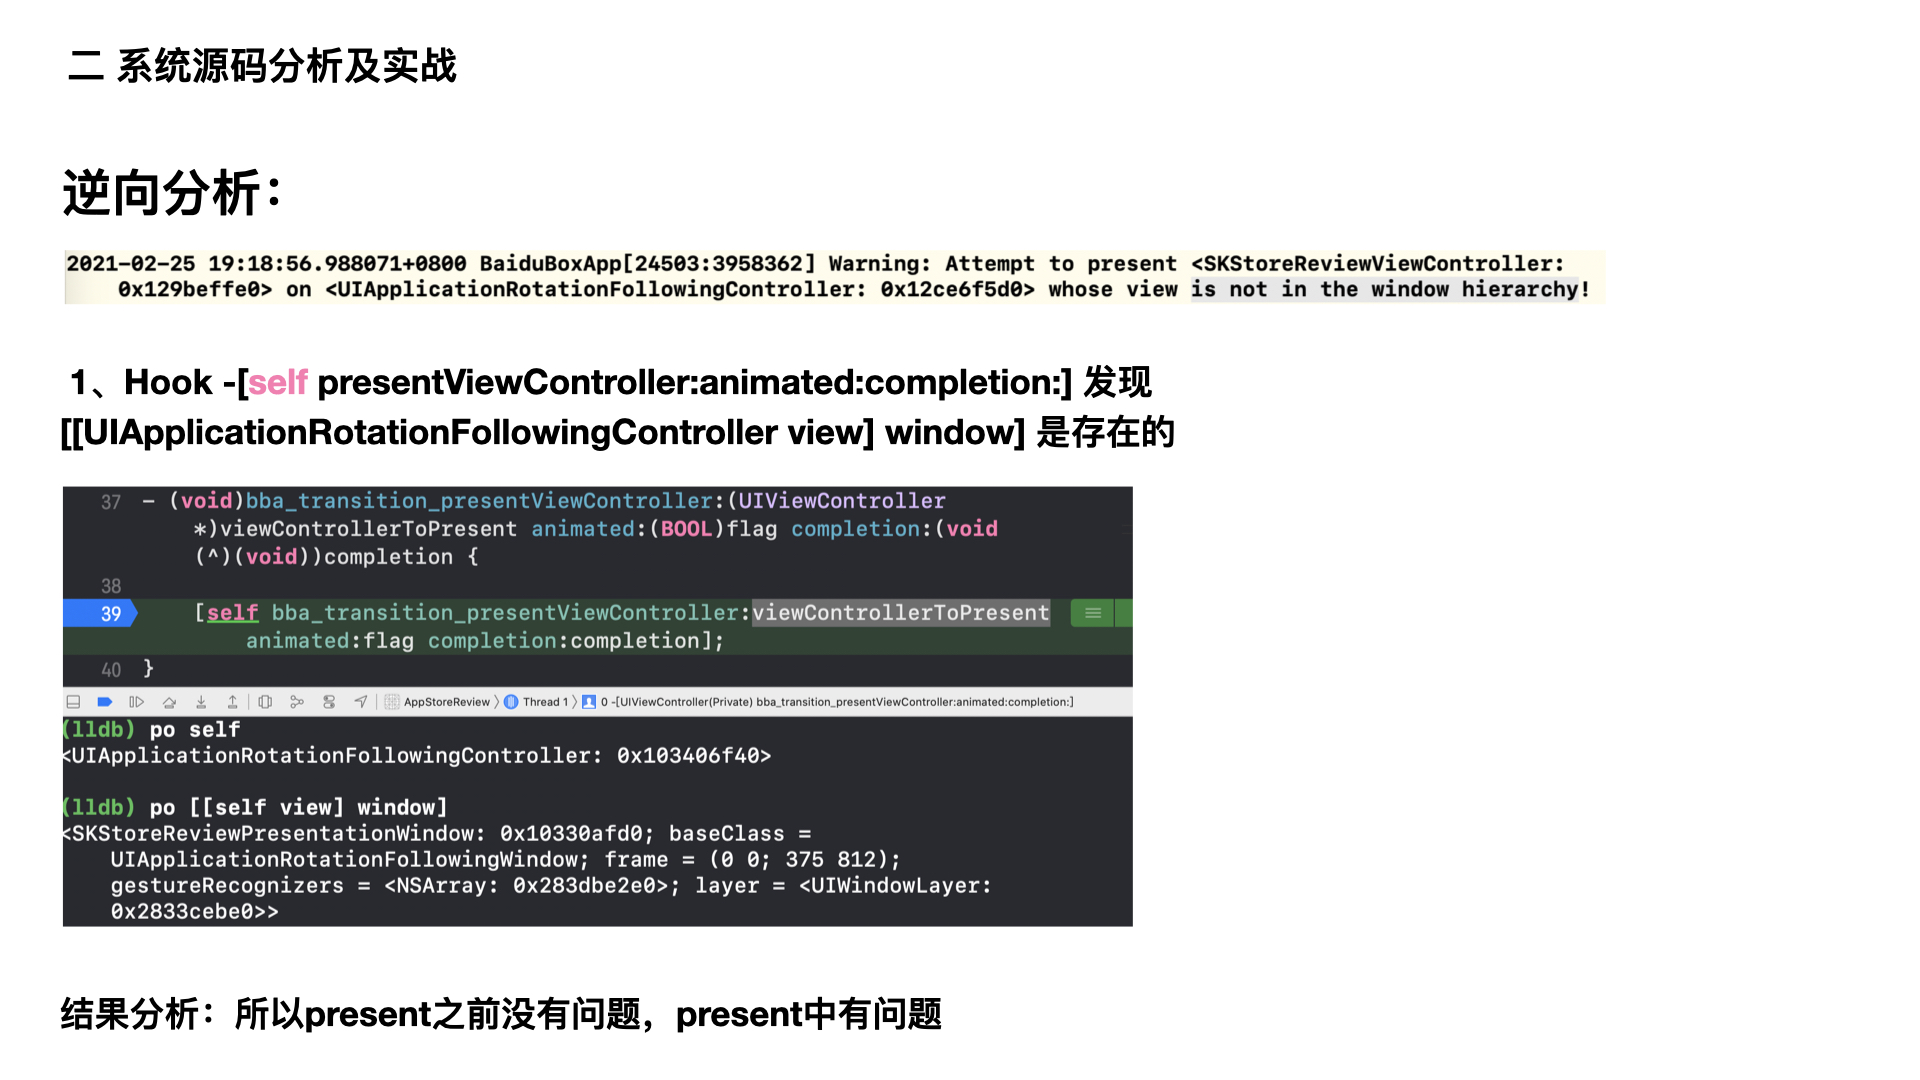 二 系统源码分析及实战
逆向分析：
2021-02-25 19:18:56.988071+0800 BaiduBoxApp[24503:3958362] Warning: Attempt to present <SKStoreReviewViewController:
0x129beffe0> on <UIApplicationRotationFollowingController: 0x12ce6f5d0> whose view is not in the window hierarchy!
1、Hook -[self presentViewController:animated:completion:] 发现
[[UIApplicationRotationFollowingController view] window] 是存在的
37 - (void)bba_transition_presentViewController:(UIViewController
*)viewControllerToPresent animated:(BOOL)flag completion:(void
(^)(void))completion {
38
39 [self bba_transition_presentViewController:viewControllerToPresent
animated:flag completion:completion];
40 }
AppStoreReview 〉 Thread 1 〉 0 -[UIViewController(Private) bba_transition_presentViewController:animated:completion:]
(lldb) po self
<UIApplicationRotationFollowingController: 0x103406f40>
(lldb) po [[self view] window]
<SKStoreReviewPresentationWindow: 0x10330afd0; baseClass =
UIApplicationRotationFollowingWindow; frame = (0 0; 375 812);
gestureRecognizers = <NSArray: 0x283dbe2e0>; layer = <UIWindowLayer:
0x2833cebe0>>
结果分析：所以present之前没有问题，present中有问题